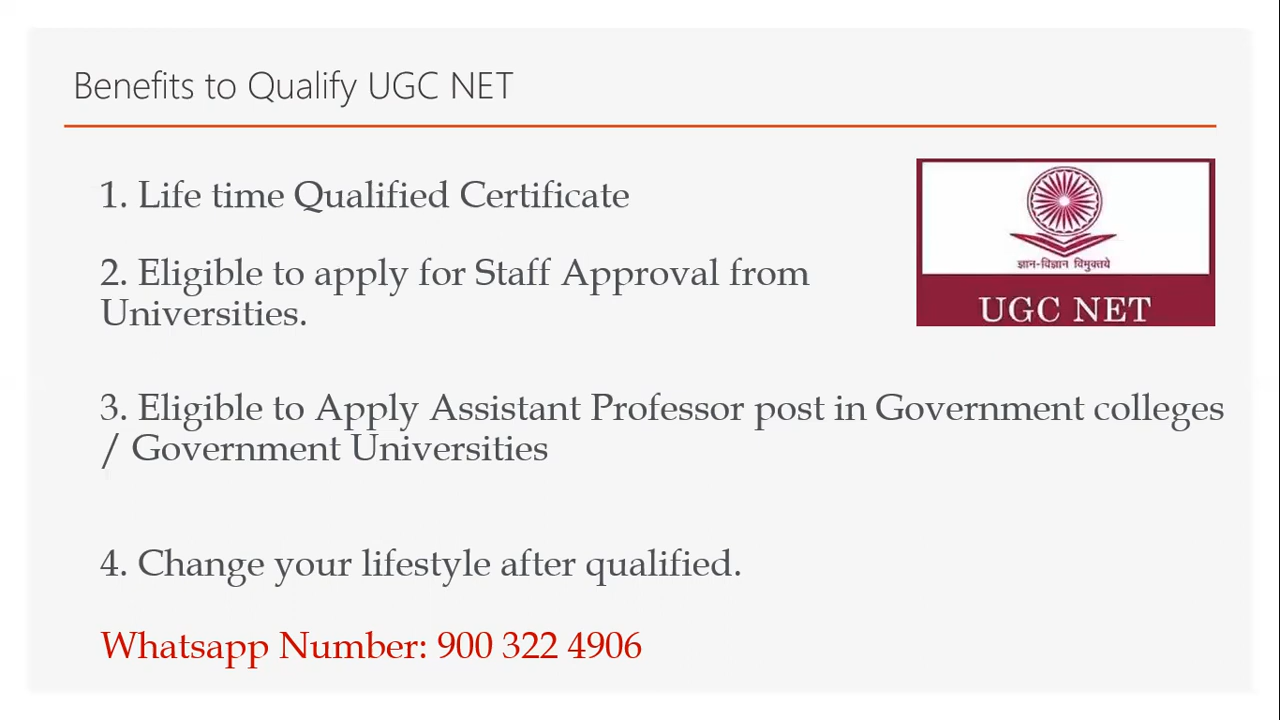 Benefits to Qualify UGC NET
1. Life time Qualified Certificate
2. Eligible to apply for Staff Approval from
Universities.
ज्ञान-विज्ञान विमुक्तये
UGC NET
3. Eligible to Apply Assistant Professor post in Government colleges
/ Government Universities
4. Change your lifestyle after qualified.
Whatsapp Number: 900 322 4906